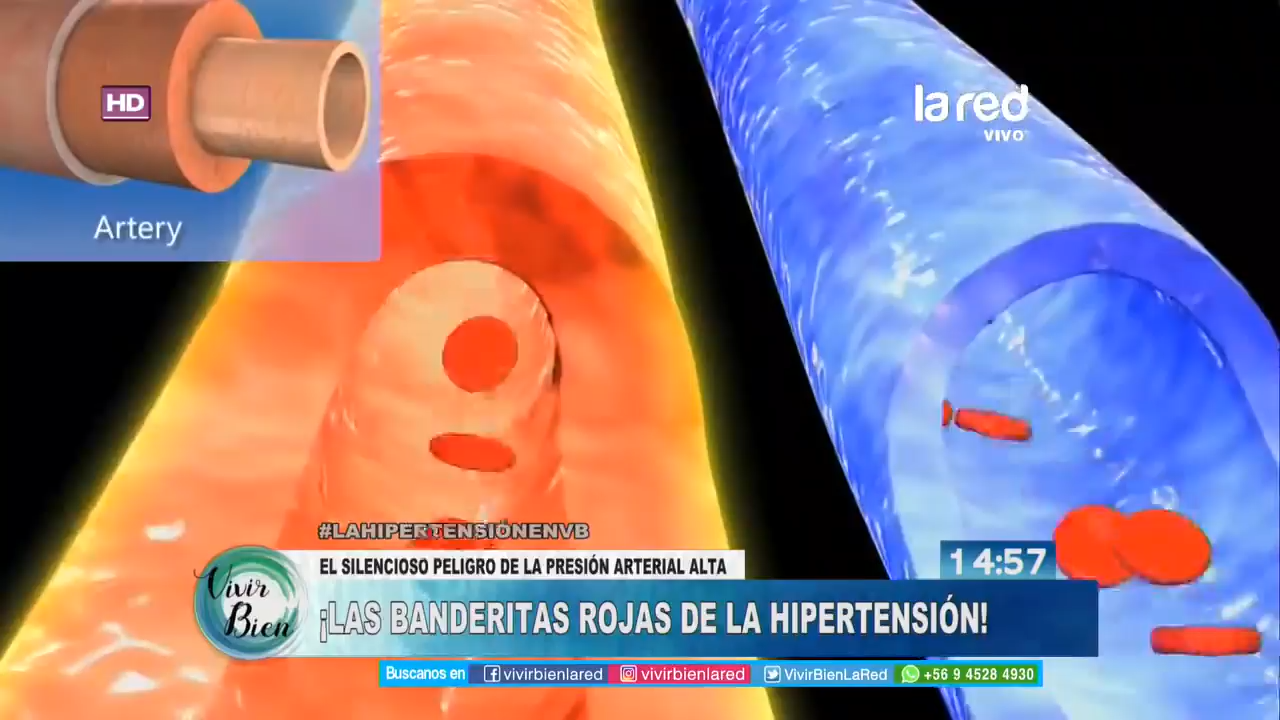 HD
la red
VIVO
Artery
#LAHIPERTENSIÓNENVB
EL SILENCIOSO PELIGRO DE LA PRESIÓN ARTERIAL ALTA
14:57
Vivir
Bien
¡LAS BANDERITAS ROJAS DE LA HIPERTENSIÓN!
Buscanos en vivirbienlared vivirbienlared VivirBienLaRed +56 9 4528 4930